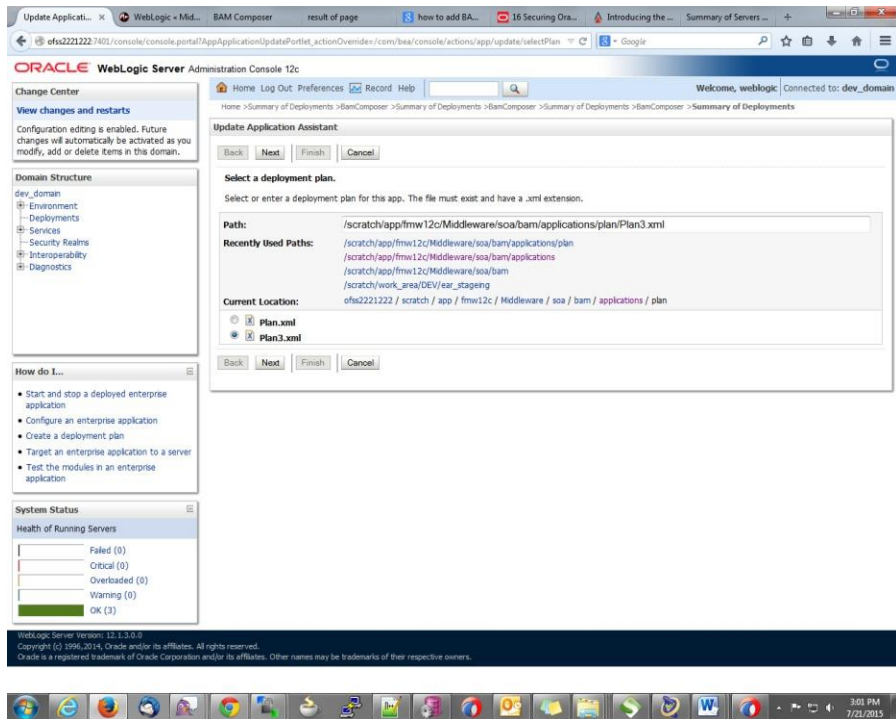 Update Applicati...
WebLogic « Mid...
BAM Composer
result of page
how to add BA...
16 Securing Ora...
Introducing the ...
Summary of Servers ...
ofss2221222:7401/console/console.portal?AppApplicationUpdatePortlet_actionOverride=/com/bea/console/actions/app/update/selectPlan
Google
ORACLE WebLogic Server Administration Console 12c
Change Center
View changes and restarts
Configuration editing is enabled. Future
changes will automatically be activated as you
modify, add or delete items in this domain.
Domain Structure
dev_domain
Environment
Deployments
Services
Security Realms
Interoperability
Diagnostics
How do I...
Start and stop a deployed enterprise
application
Configure an enterprise application
Create a deployment plan
Target an enterprise application to a server
Test the modules in an enterprise
application
System Status
Health of Running Servers
Failed (0)
Critical (0)
Overloaded (0)
Warning (0)
OK (3)
Home Log Out Preferences Record Help
Welcome, weblogic Connected to: dev_domain
Home >Summary of Deployments >BamComposer >Summary of Deployments >BamComposer >Summary of Deployments >BamComposer >Summary of Deployments
Update Application Assistant
Back Next Finish Cancel
Select a deployment plan.
Select or enter a deployment plan for this app. The file must exist and have a .xml extension.
Path: /scratch/app/fmw12c/Middleware/soa/bam/applications/plan/Plan3.xml
Recently Used Paths: /scratch/app/fmw12c/Middleware/soa/bam/applications/plan
/scratch/app/fmw12c/Middleware/soa/bam/applications
/scratch/app/fmw12c/Middleware/soa/bam
/scratch/work_area/DEV/ear_stageing
Current Location: ofss2221222 / scratch / app / fmw12c / Middleware / soa / bam / applications / plan
Plan.xml
Plan3.xml
Back Next Finish Cancel
WebLogic Server Version: 12.1.3.0.0
Copyright (c) 1996,2014, Oracle and/or its affiliates. All rights reserved.
Oracle is a registered trademark of Oracle Corporation and/or its affiliates. Other names may be trademarks of their respective owners.
3:01 PM
7/21/2015